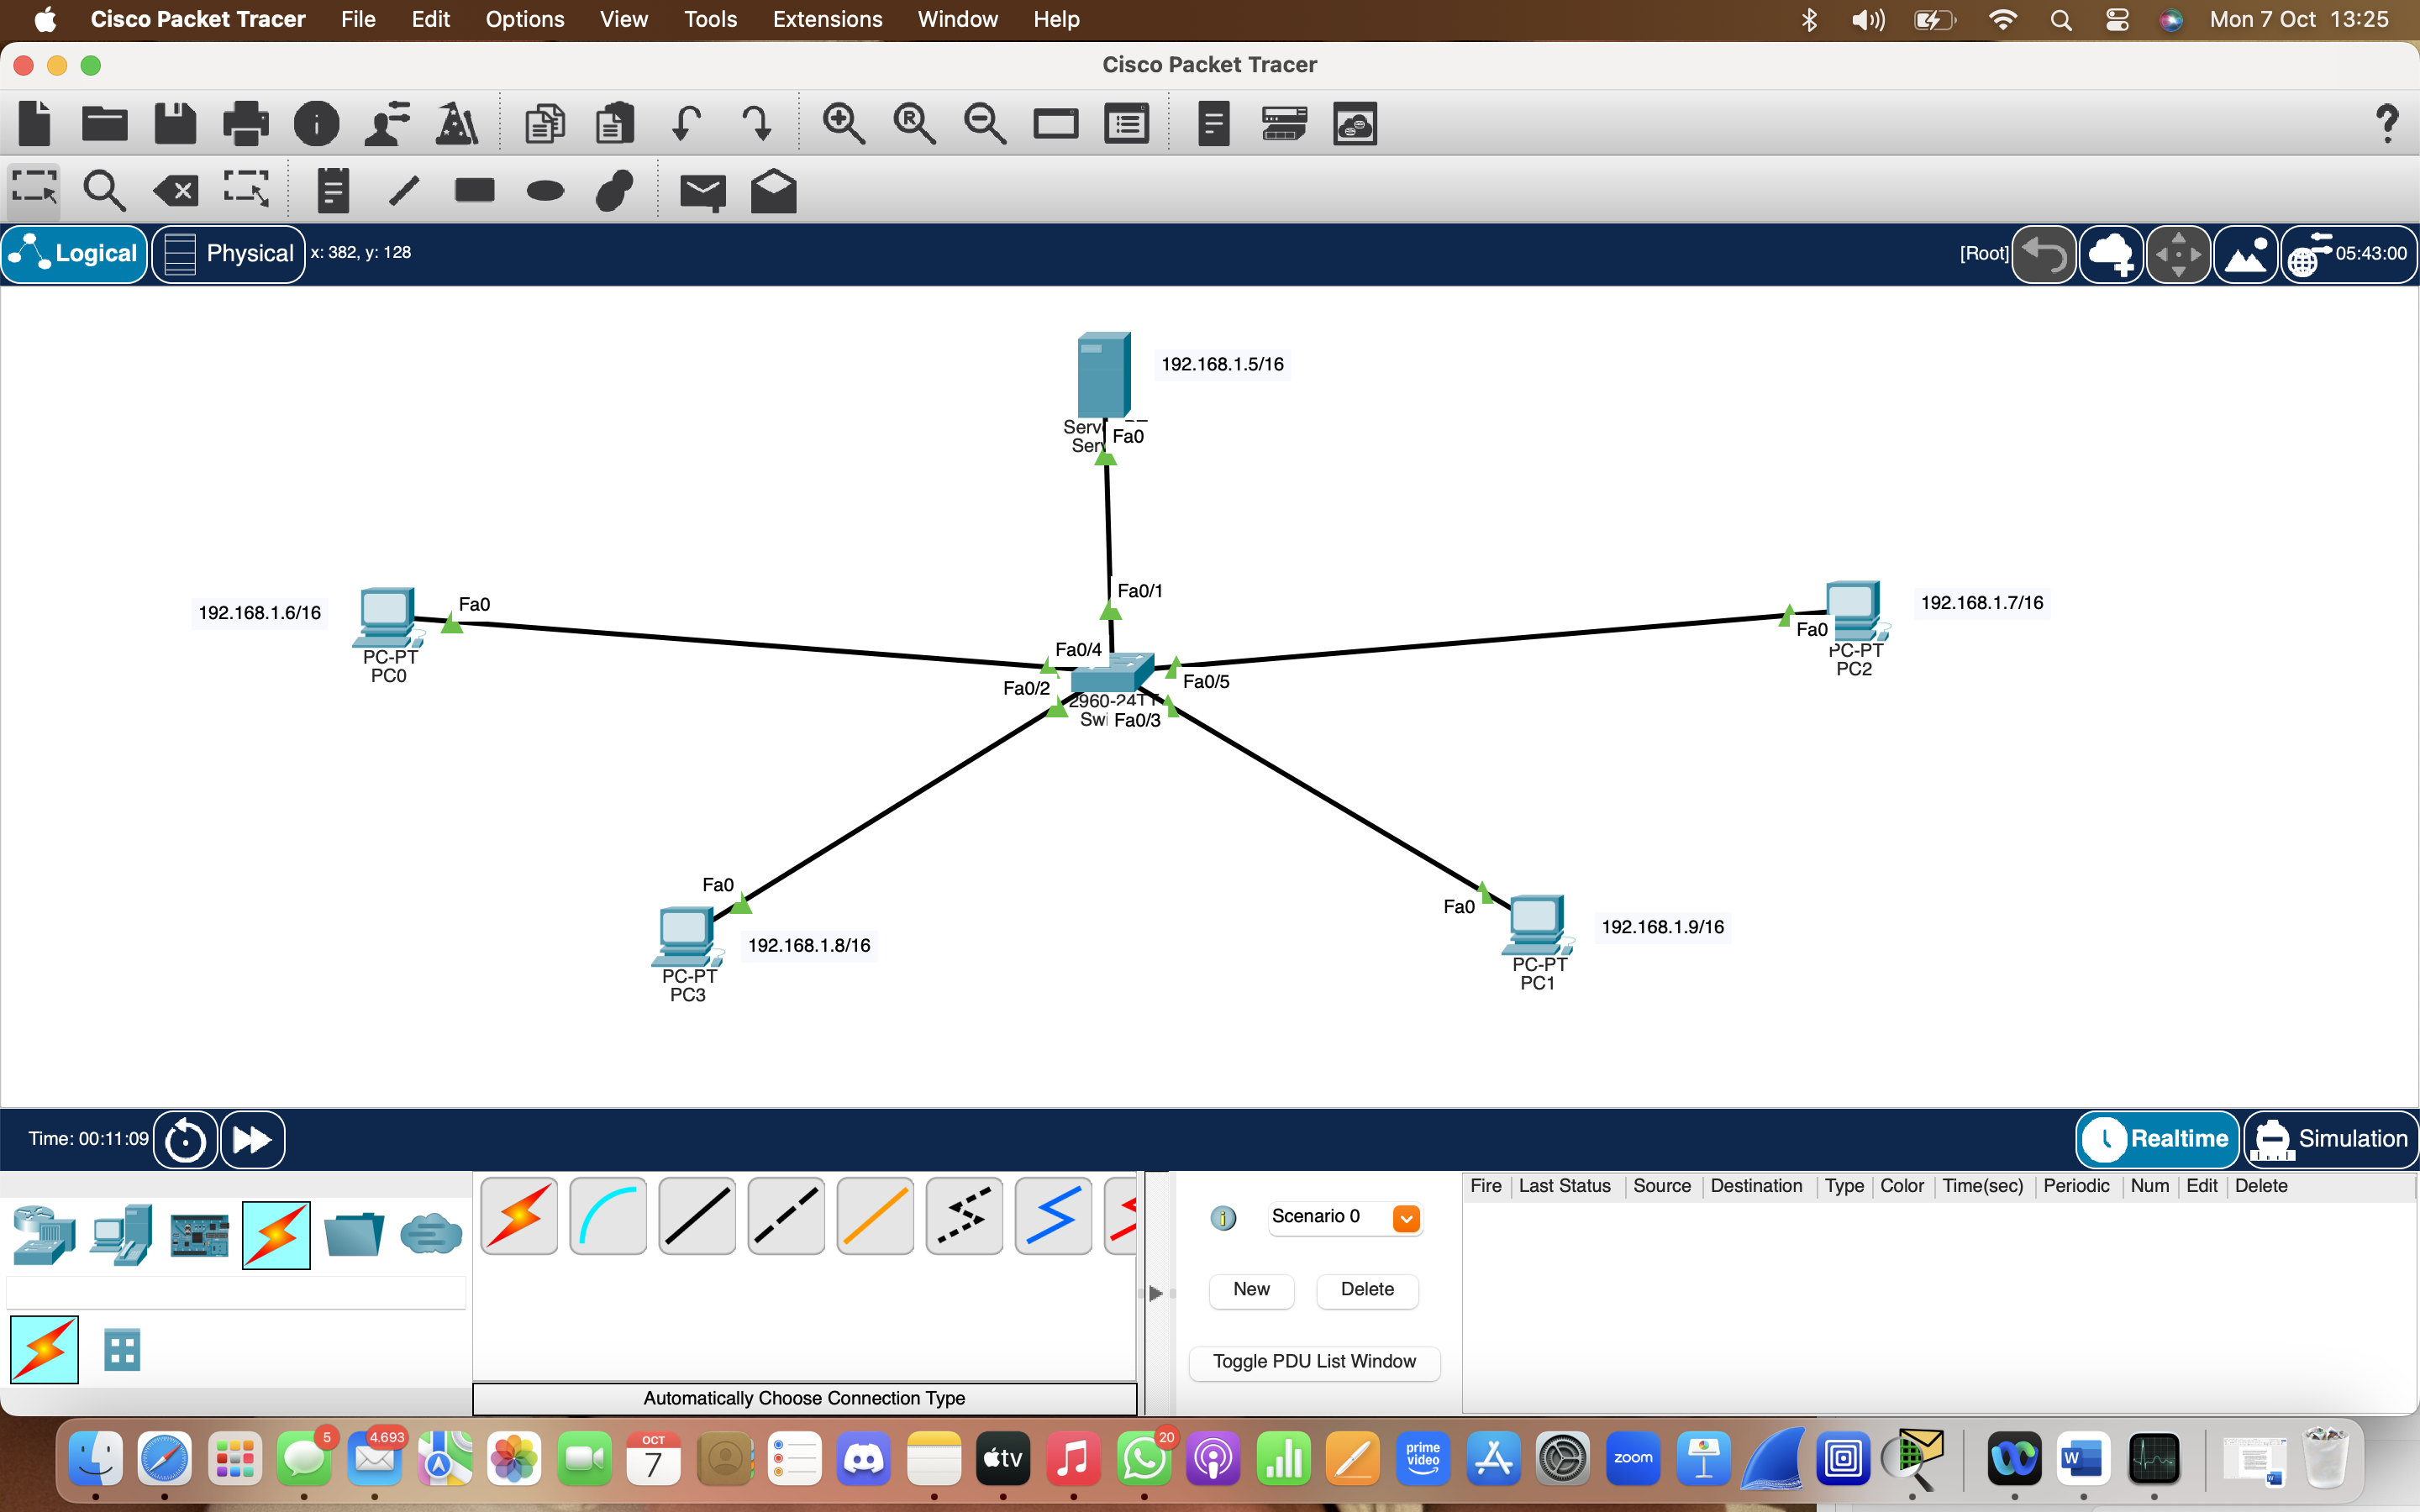 Cisco Packet Tracer File Edit Options View Tools Extensions Window Help Mon 7 Oct 13:25
Cisco Packet Tracer
Logical Physical x: 382, y: 128 [Root] 05:43:00
192.168.1.5/16
Fa0
Fa0/1
192.168.1.6/16
Fa0
PC-PT
PC0
192.168.1.7/16
Fa0
PC-PT
PC2
Fa0/4
Fa0/2
Fa0/5
2960-24TT
Fa0/3
Fa0
192.168.1.8/16
PC-PT
PC3
Fa0
192.168.1.9/16
PC-PT
PC1
Time: 00:11:09 Realtime Simulation
Fire Last Status Source Destination Type Color Time(sec) Periodic Num Edit Delete
Scenario 0
New Delete
Toggle PDU List Window
Automatically Choose Connection Type
5
4.693
OCT
7
tv
20
prime
video
zoom
W